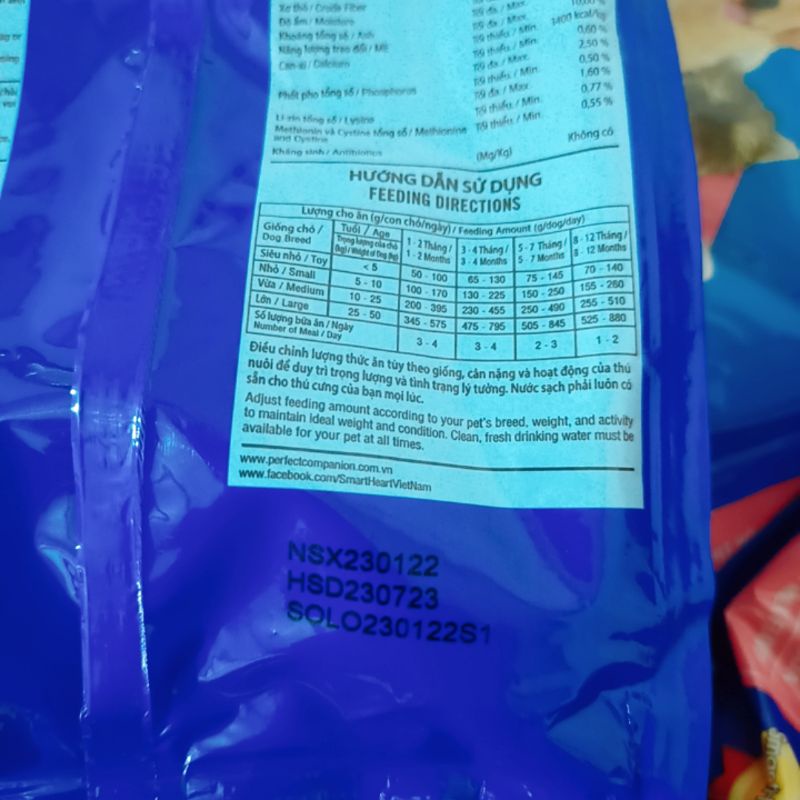 Xơ thô / Crude Fiber
Độ ẩm / Moisture Tối đa / Max.
Khoáng tổng số / Ash Tối đa / Max. 10,00 %
Năng lượng trao đổi / ME Tối thiểu / Min. 3400 kcal/kg
Can-xi / Calcium Tối thiểu / Min. 0,60 %
Tối đa / Max. 2,50 %
Phốt pho tổng số / Phosphorus Tối thiểu / Min. 0,50 %
Tối đa / Max 1,60 %
Li-zin tổng số / Lysine Tối thiểu / Min. 0,77 %
Methionin và Cystine tổng số / Methionine and Cystine Tối thiểu / Min. 0,55 %
Kháng sinh / Antibiotics (Mg/Kg) Không có
HƯỚNG DẪN SỬ DỤNG
FEEDING DIRECTIONS
Lượng cho ăn (g/con chó/ngày) / Feeding Amount (g/dog/day)
Giống chó / Dog Breed Tuổi / Age 1 - 2 Tháng / 1 - 2 Months 3 - 4 Tháng / 3 - 4 Months 5 - 7 Tháng / 5 - 7 Months 8 - 12 Tháng / 8 - 12 Months
Trọng lượng của chó (kg) / Weight of Dog (kg)
Siêu nhỏ / Toy < 5 50 - 100 65 - 130 75 - 145 70 - 140
Nhỏ / Small 5 - 10 100 - 170 130 - 225 150 - 250 155 - 260
Vừa / Medium 10 - 25 200 - 395 230 - 455 250 - 490 255 - 510
Lớn / Large 25 - 50 345 - 575 475 - 795 505 - 845 525 - 880
Số lượng bữa ăn / Ngày
Number of Meal / Day 3 - 4 3 - 4 2 - 3 1 - 2
Điều chỉnh lượng thức ăn tùy theo giống, cân nặng và hoạt động của thú
nuôi để duy trì trọng lượng và tình trạng lý tưởng. Nước sạch phải luôn có
sẵn cho thú cưng của bạn mọi lúc.
Adjust feeding amount according to your pet's breed, weight, and activity
to maintain ideal weight and condition. Clean, fresh drinking water must be
available for your pet at all times.
www.perfectcompanion.com.vn
www.facebook.com/SmartHeartVietNam
NSX230122
HSD230723
SOLO230122S1